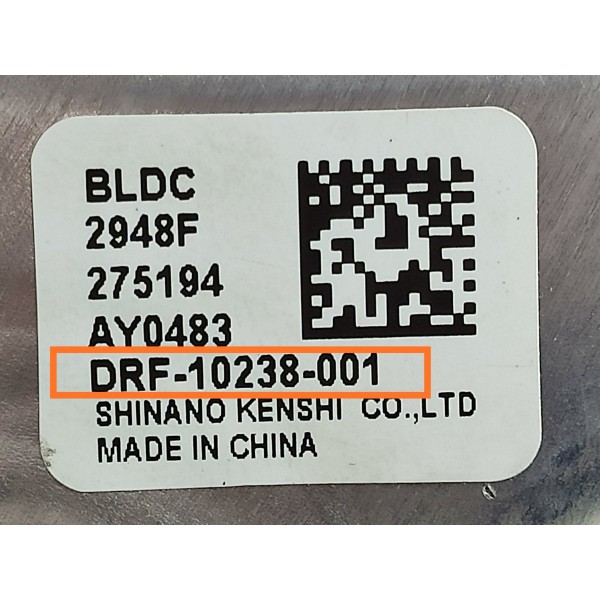 BLDC
2948F
275194
AY0483
DRF-10238-001
SHINANO KENSHI CO.,LTD
MADE IN CHINA